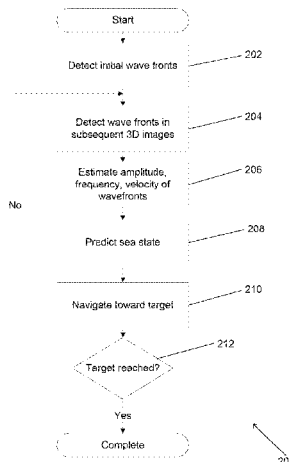 Start
Detect initial wave fronts
202
Detect wave fronts in
subsequent 3D images
204
Estimate amplitude,
frequency, velocity of
wavefronts
206
No
Predict sea state
208
Navigate toward target
210
Target reached?
212
Yes
Complete